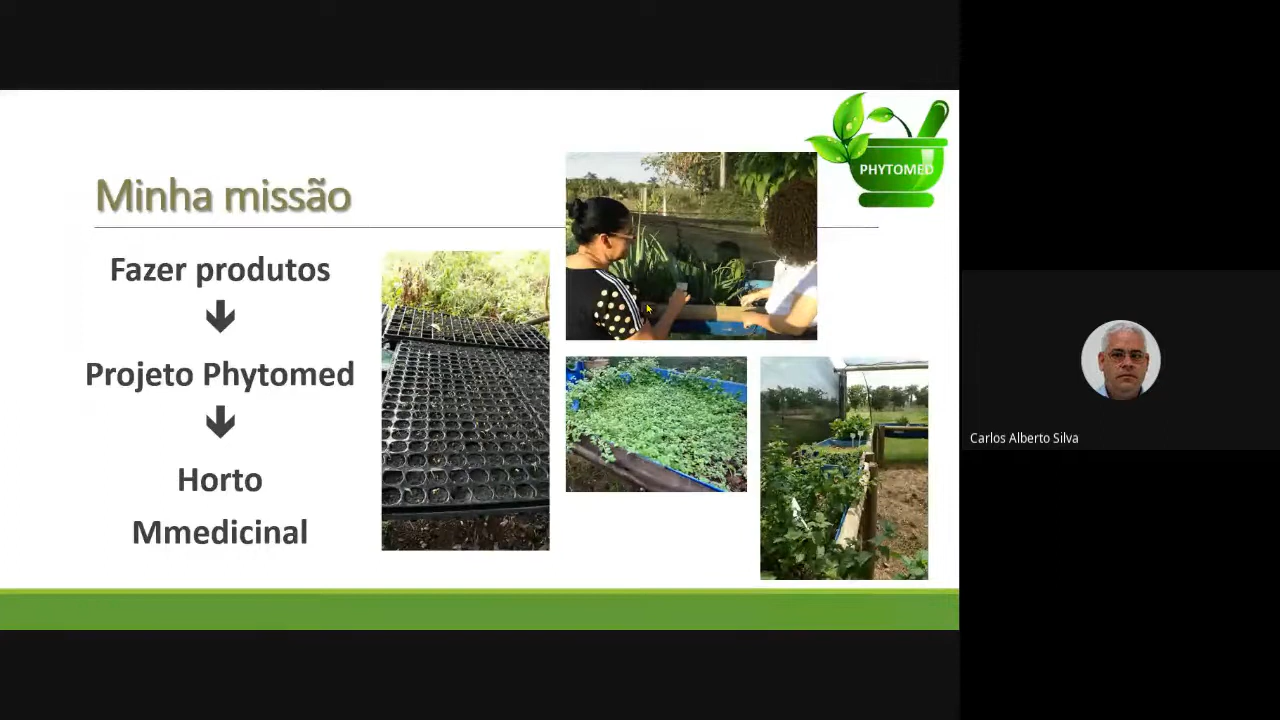 PHYTOMED
Minha missão
Fazer produtos
Projeto Phytomed
Horto
Mmedicinal
Carlos Alberto Silva